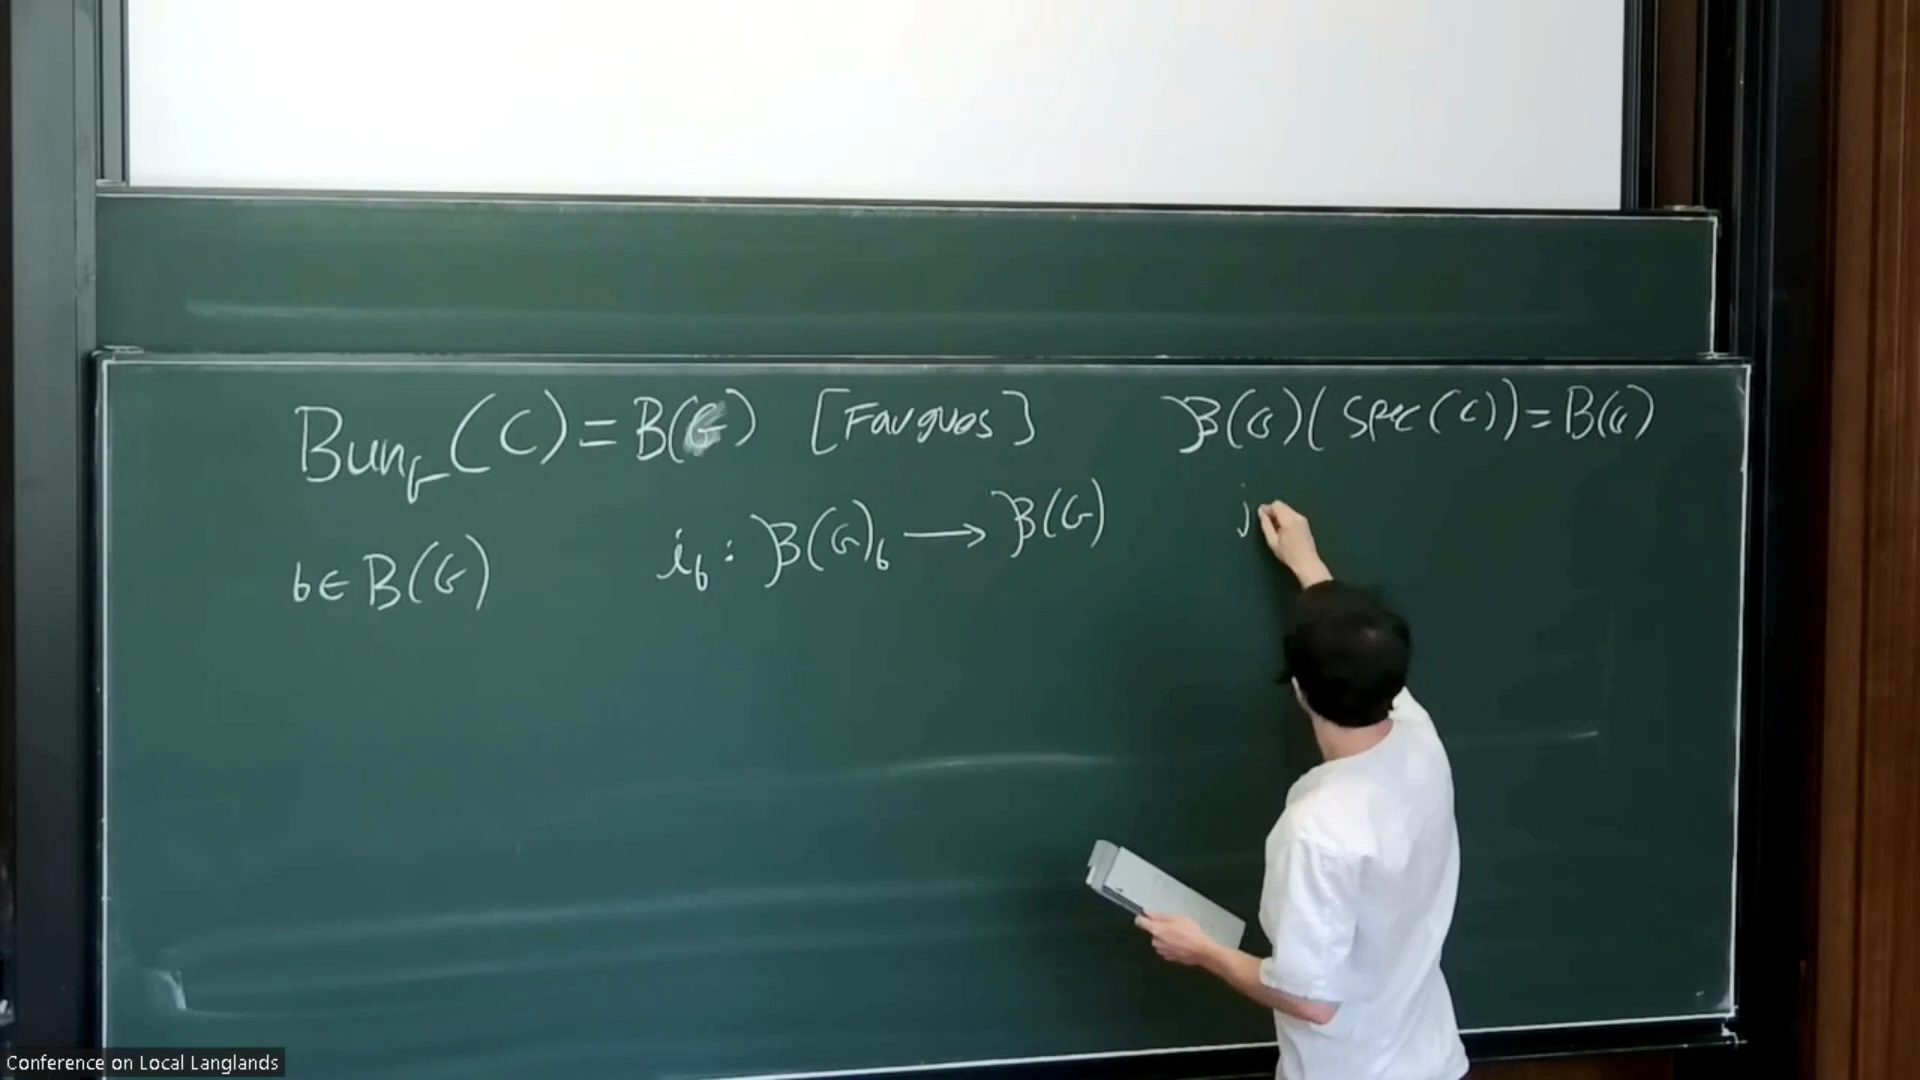 Bun_G(C) = B(G) [Fargues] 𝔅(G)(Spec(C)) = B(G)
b ∈ B(G) i_b : 𝔅(G)_b ⟶ 𝔅(G) j
Conference on Local Langlands